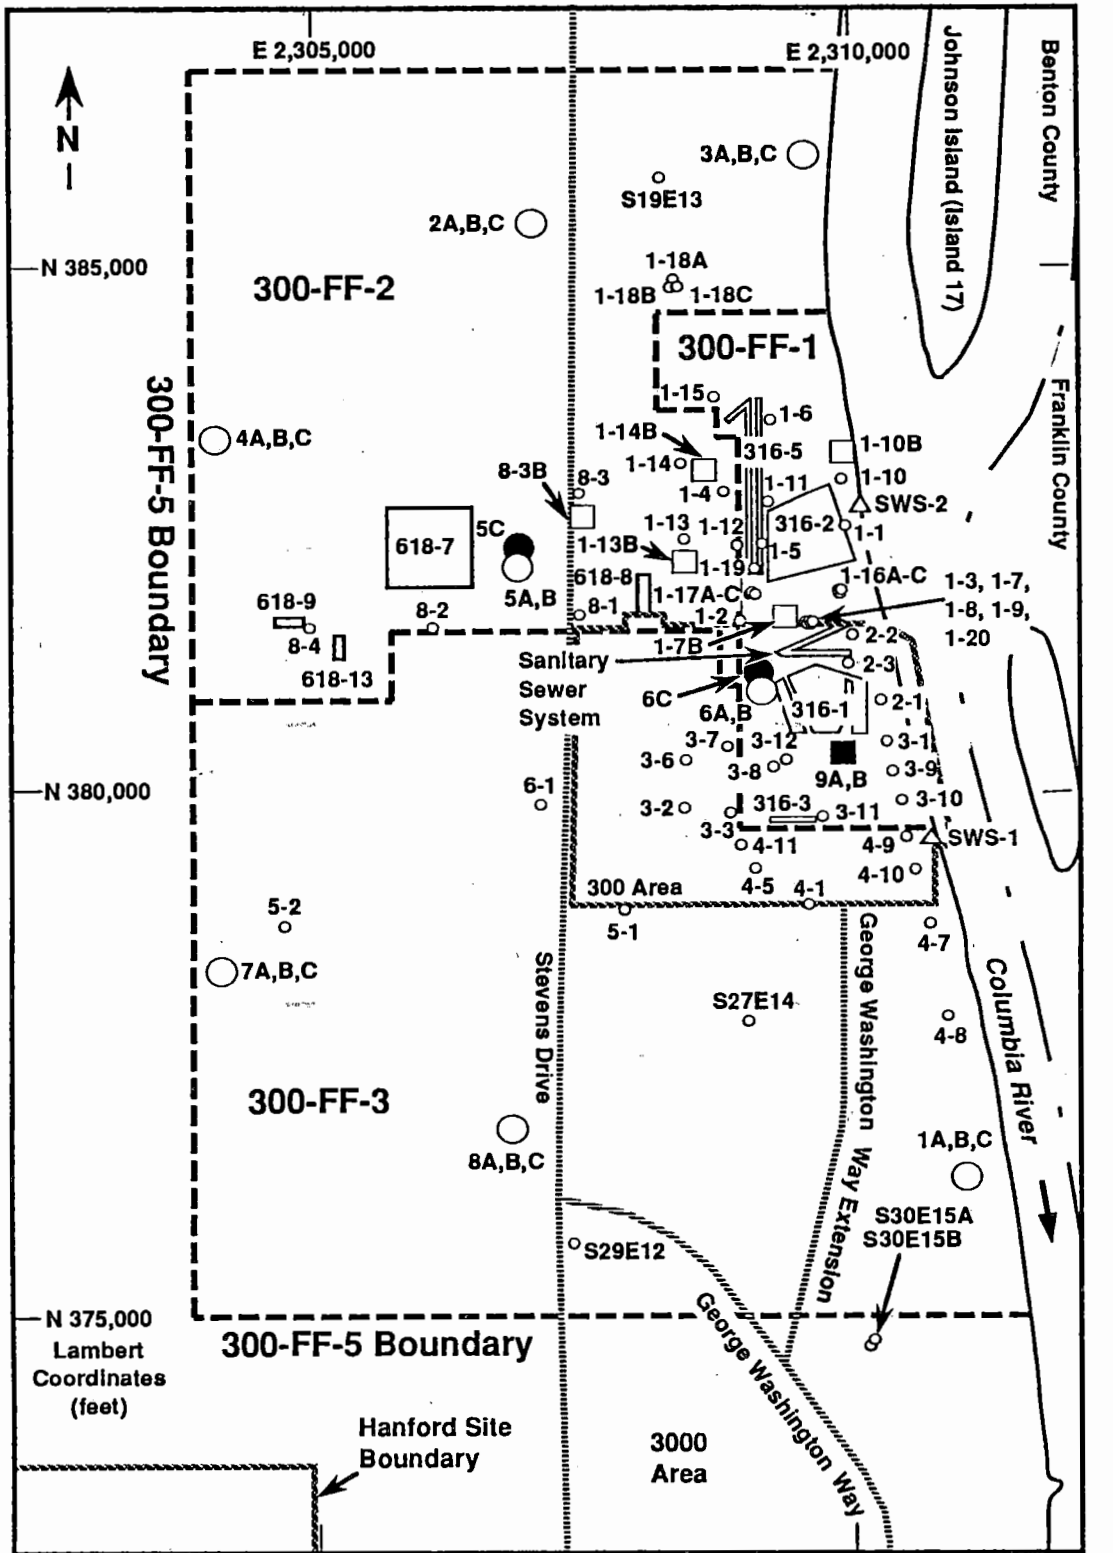 E 2,305,000
E 2,310,000
Johnson Island (Island 17)
Benton County
N
3A,B,C
S19E13
2A,B,C
N 385,000
1-18A
1-18B
1-18C
300-FF-2
300-FF-1
300-FF-5 Boundary
Franklin County
1-15
1-6
4A,B,C
1-14B
316-5
1-10B
8-3B
8-3
1-14
1-10
1-4
1-11
SWS-2
618-7
5C
1-13
1-12
316-2
1-1
1-13B
1-5
1-19
618-8
1-16A-C
1-3, 1-7,
1-8, 1-9,
1-20
5A,B
1-17A-C
618-9
8-2
8-1
1-2
2-2
8-4
1-7B
Sanitary
Sewer
System
2-3
618-13
6C
6A,B
316-1
2-1
3-7
3-12
3-1
3-6
3-8
9A,B
3-9
N 380,000
6-1
3-2
316-3
3-11
3-10
3-3
4-11
4-9
SWS-1
300 Area
4-5
4-1
4-10
5-2
5-1
4-7
7A,B,C
Stevens Drive
George Washington Way Extension
Columbia River
S27E14
4-8
300-FF-3
8A,B,C
1A,B,C
S30E15A
S30E15B
S29E12
N 375,000
Lambert
Coordinates
(feet)
300-FF-5 Boundary
George Washington Way
Hanford Site
Boundary
3000
Area